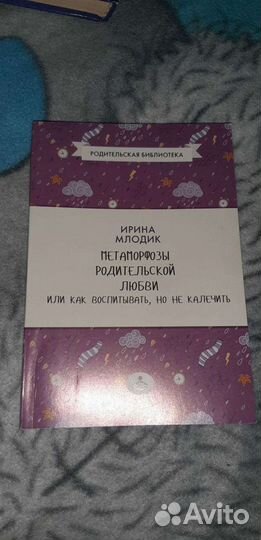 РОДИТЕЛЬСКАЯ БИБЛИОТЕКА
ИРИНА
МЛОДИК
МЕТАМОРФОЗЫ
РОДИТЕЛЬСКОЙ
ЛЮБВИ
ИЛИ КАК ВОСПИТЫВАТЬ, НО НЕ КАЛЕЧИТЬ
Avito